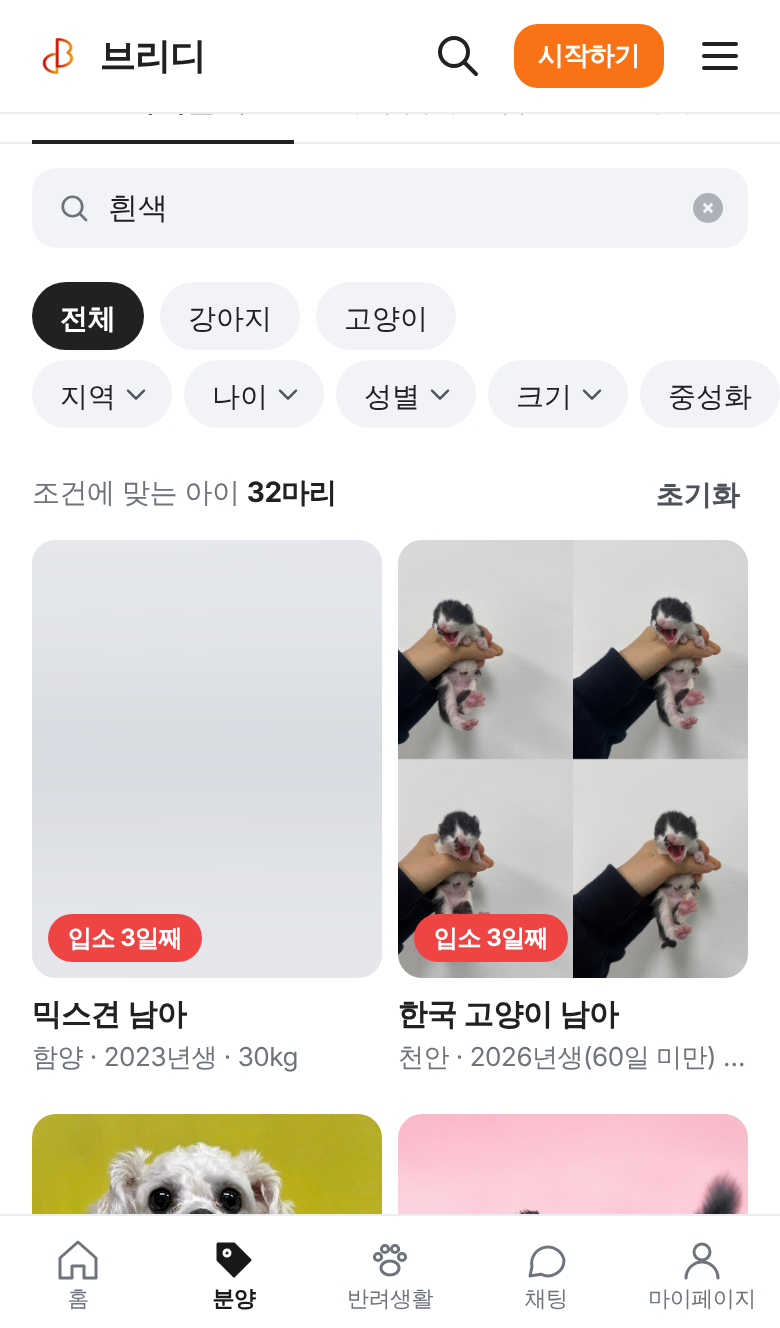 브리디
시작하기
흰색
전체 강아지 고양이
지역 나이 성별 크기 중성화
조건에 맞는 아이 32마리 초기화
입소 3일째 입소 3일째
믹스견 남아 한국 고양이 남아
함양 · 2023년생 · 30kg 천안 · 2026년생(60일 미만) ...
홈 분양 반려생활 채팅 마이페이지